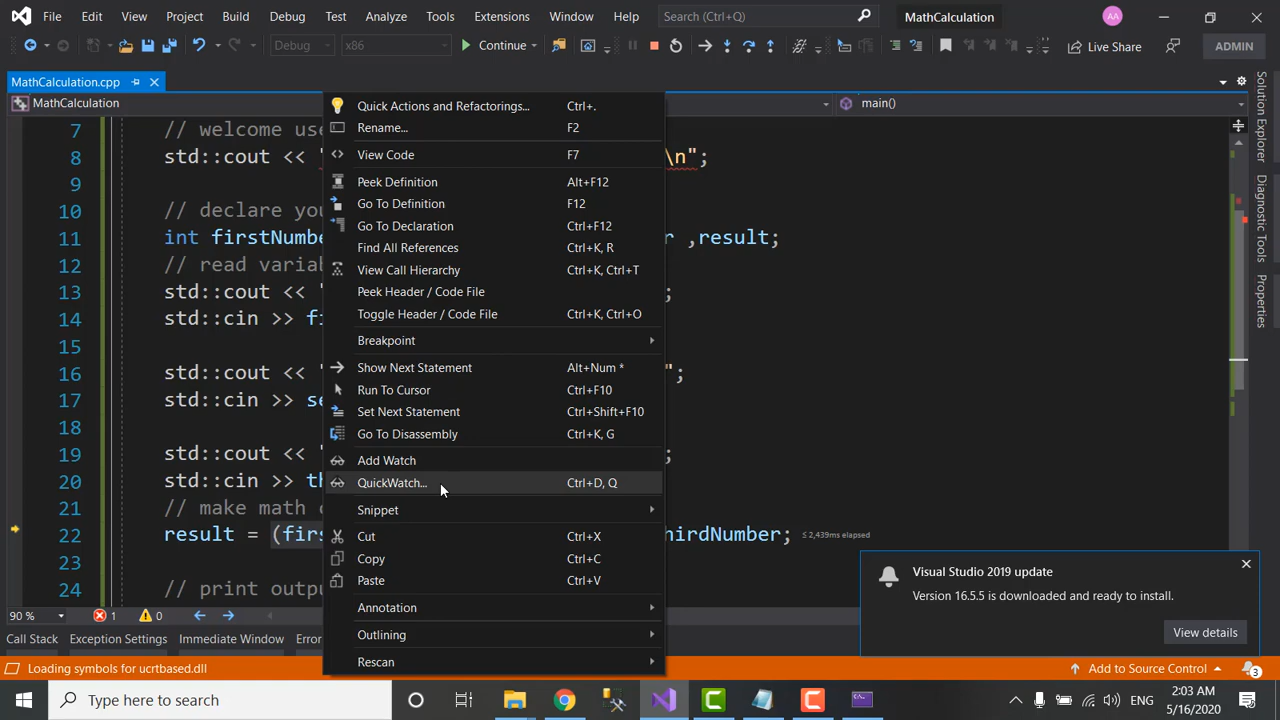 File Edit View Project Build Debug Test Analyze Tools Extensions Window Help Search (Ctrl+Q) MathCalculation AA
Debug x86 Continue Live Share ADMIN
MathCalculation.cpp
MathCalculation main()
Quick Actions and Refactorings... Ctrl+.
Rename... F2
View Code F7
Peek Definition Alt+F12
Go To Definition F12
Go To Declaration Ctrl+F12
Find All References Ctrl+K, R
View Call Hierarchy Ctrl+K, Ctrl+T
Peek Header / Code File
Toggle Header / Code File Ctrl+K, Ctrl+O
Breakpoint
Show Next Statement Alt+Num *
Run To Cursor Ctrl+F10
Set Next Statement Ctrl+Shift+F10
Go To Disassembly Ctrl+K, G
Add Watch
QuickWatch... Ctrl+D, Q
Snippet
Cut Ctrl+X
Copy Ctrl+C
Paste Ctrl+V
Annotation
Outlining
Rescan
7 // welcome use
8 std::cout << " \n";
9
10 // declare you
11 int firstNumbe r ,result;
12 // read variab
13 std::cout << " ;
14 std::cin >> fi
15
16 std::cout << " ";
17 std::cin >> se
18
19 std::cout << " ;
20 std::cin >> th
21 // make math o
22 result = (firs hirdNumber; ≤ 2,439ms elapsed
23
24 // print outpu
Diagnostic Tools
Properties
Visual Studio 2019 update
Version 16.5.5 is downloaded and ready to install.
View details
90 % 1 0
Call Stack Exception Settings Immediate Window Error
Loading symbols for ucrtbased.dll Add to Source Control 3
Type here to search ENG 2:03 AM
5/16/2020